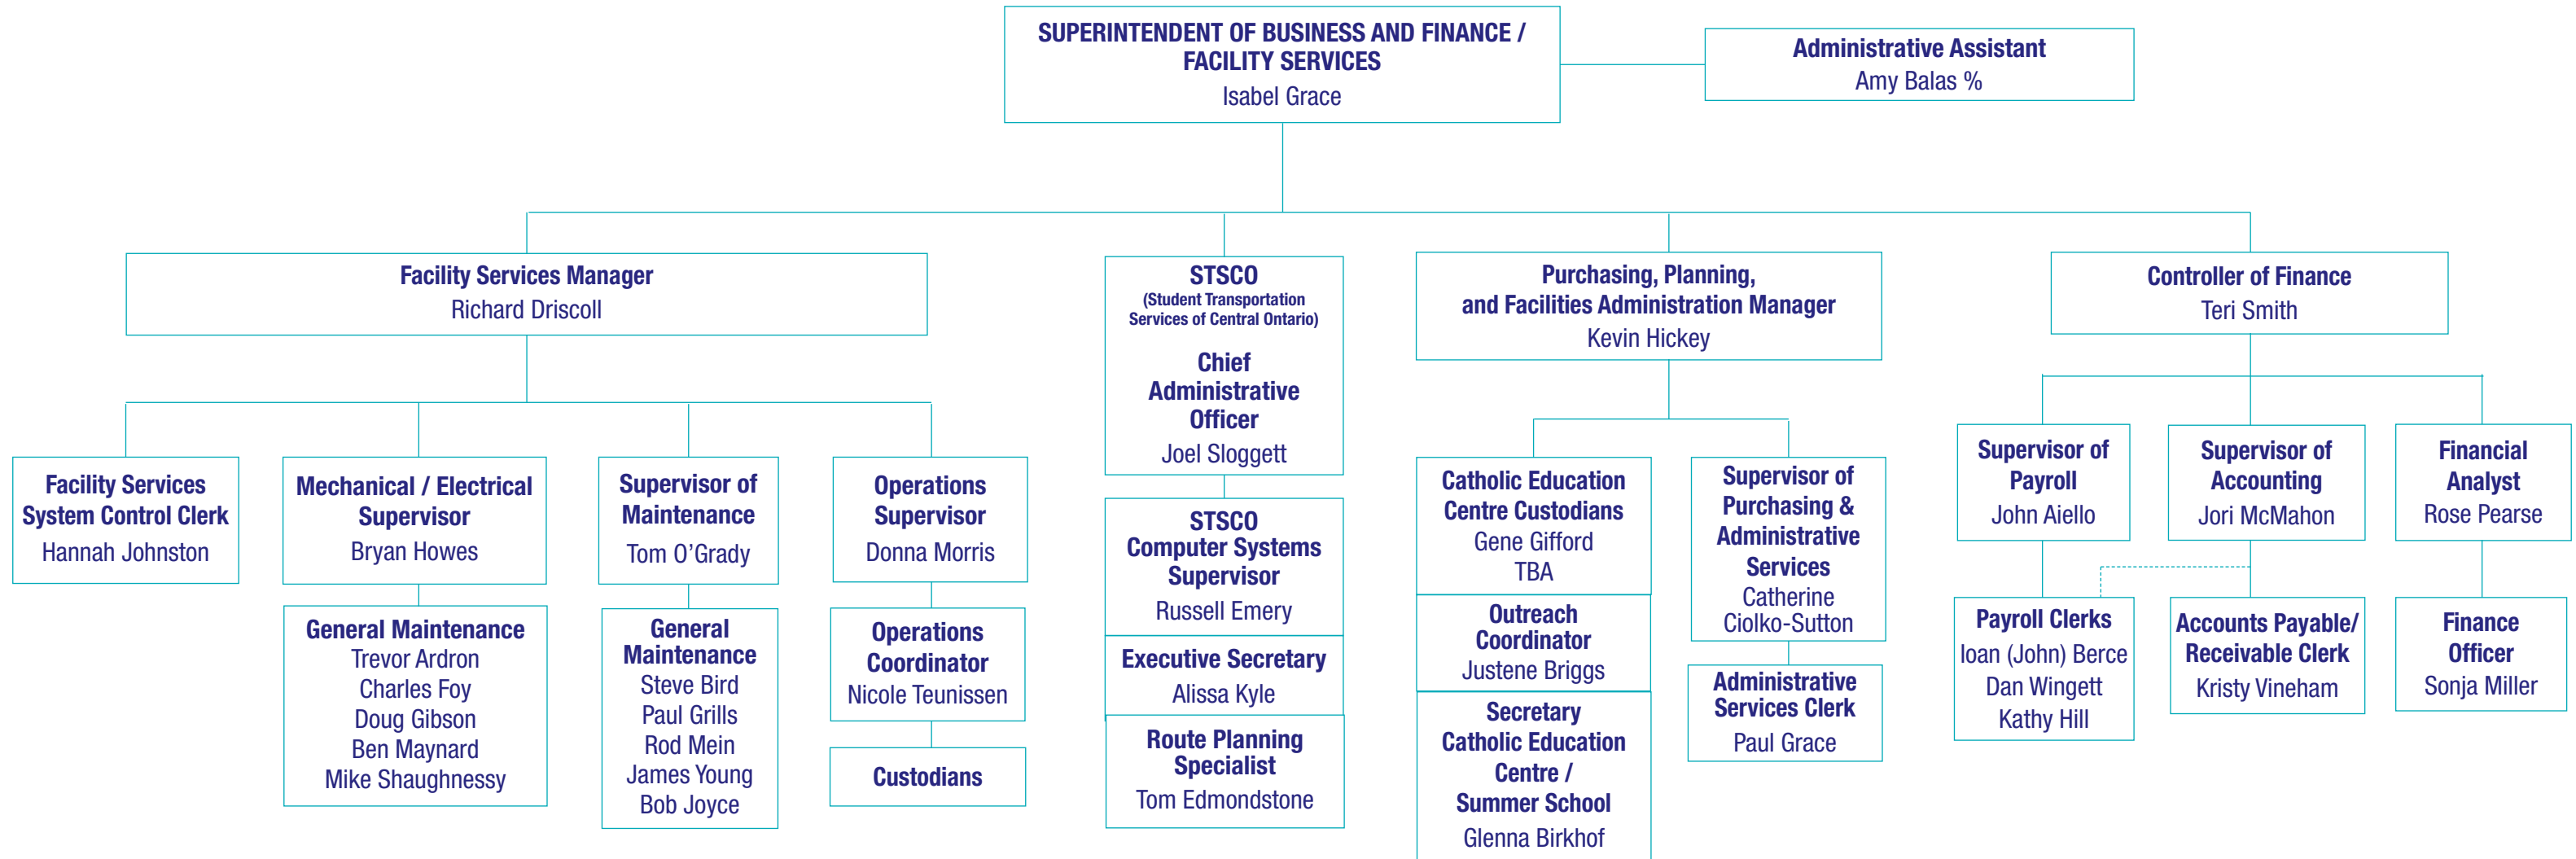 SUPERINTENDENT OF BUSINESS AND FINANCE /
FACILITY SERVICES
Isabel Grace
Administrative Assistant
Amy Balas %
Facility Services Manager
Richard Driscoll
STSCO
(Student Transportation
Services of Central Ontario)
Chief
Administrative
Officer
Joel Sloggett
Purchasing, Planning,
and Facilities Administration Manager
Kevin Hickey
Controller of Finance
Teri Smith
Facility Services
System Control Clerk
Hannah Johnston
Mechanical / Electrical
Supervisor
Bryan Howes
General Maintenance
Trevor Ardron
Charles Foy
Doug Gibson
Ben Maynard
Mike Shaughnessy
Supervisor of
Maintenance
Tom O’Grady
General
Maintenance
Steve Bird
Paul Grills
Rod Mein
James Young
Bob Joyce
Operations
Supervisor
Donna Morris
Operations
Coordinator
Nicole Teunissen
Custodians
STSCO
Computer Systems
Supervisor
Russell Emery
Executive Secretary
Alissa Kyle
Route Planning
Specialist
Tom Edmondstone
Catholic Education
Centre Custodians
Gene Gifford
TBA
Outreach
Coordinator
Justene Briggs
Secretary
Catholic Education
Centre /
Summer School
Glenna Birkhof
Supervisor of
Purchasing &
Administrative
Services
Catherine
Ciolko-Sutton
Administrative
Services Clerk
Paul Grace
Supervisor of
Payroll
John Aiello
Payroll Clerks
Ioan (John) Berce
Dan Wingett
Kathy Hill
Supervisor of
Accounting
Jori McMahon
Accounts Payable/
Receivable Clerk
Kristy Vineham
Financial
Analyst
Rose Pearse
Finance
Officer
Sonja Miller